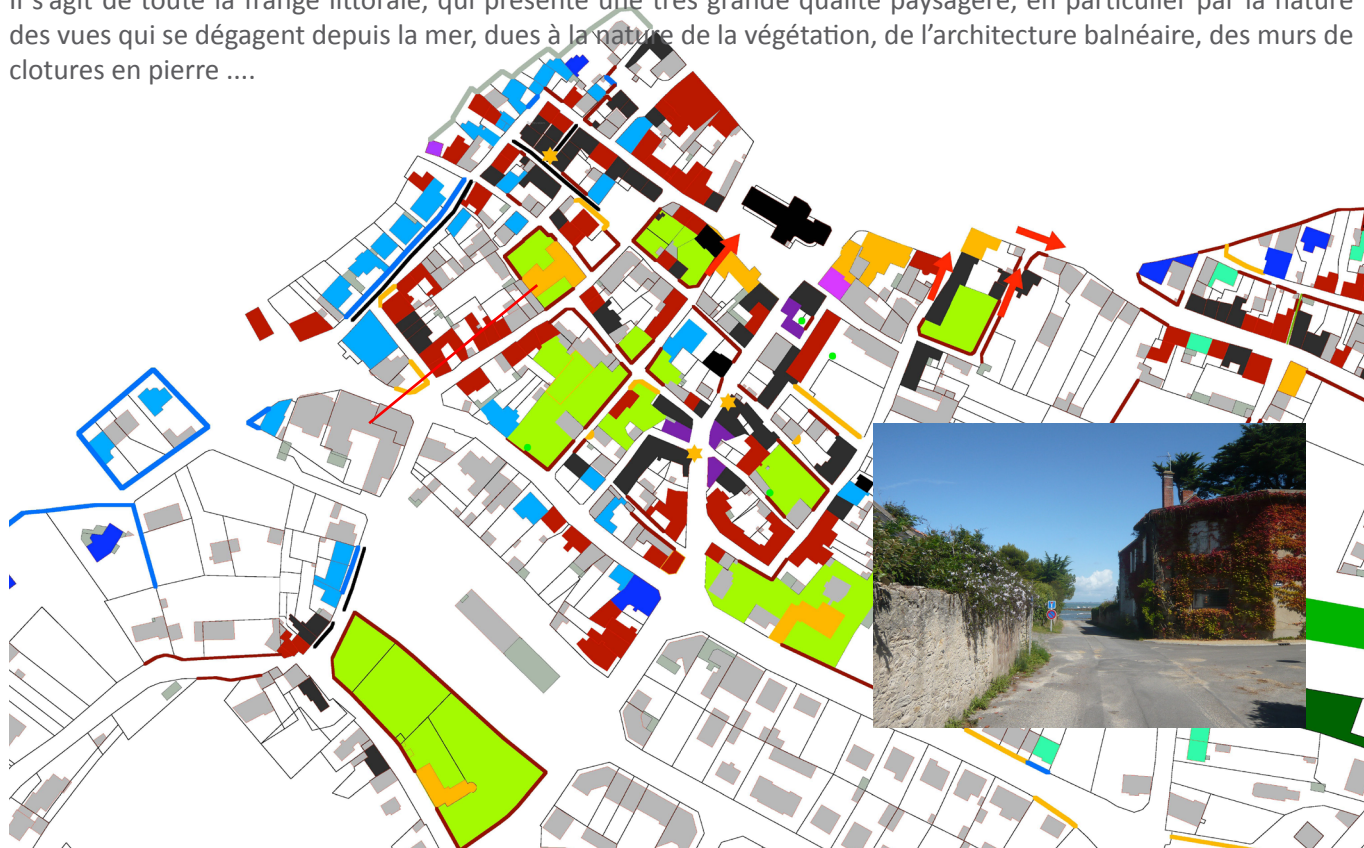 Il s'agit de toute la frange littorale, qui présente une très grande qualité paysagère, en particulier par la nature
des vues qui se dégagent depuis la mer, dues à la nature de la végétation, de l'architecture balnéaire, des murs de
clotures en pierre ....